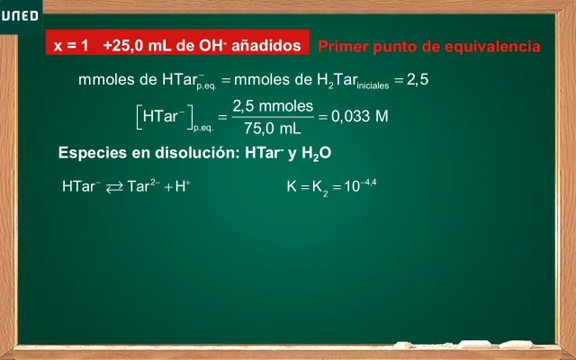 UNED
x = 1 +25,0 mL de OH- añadidos Primer punto de equivalencia
mmoles de HTar⁻p.eq. = mmoles de H₂Tar iniciales = 2,5
[HTar⁻]p.eq. = 2,5 mmoles / 75,0 mL = 0,033 M
Especies en disolución: HTar- y H₂O
HTar⁻ ⇄ Tar²⁻ + H⁺ K = K₂ = 10⁻⁴,⁴